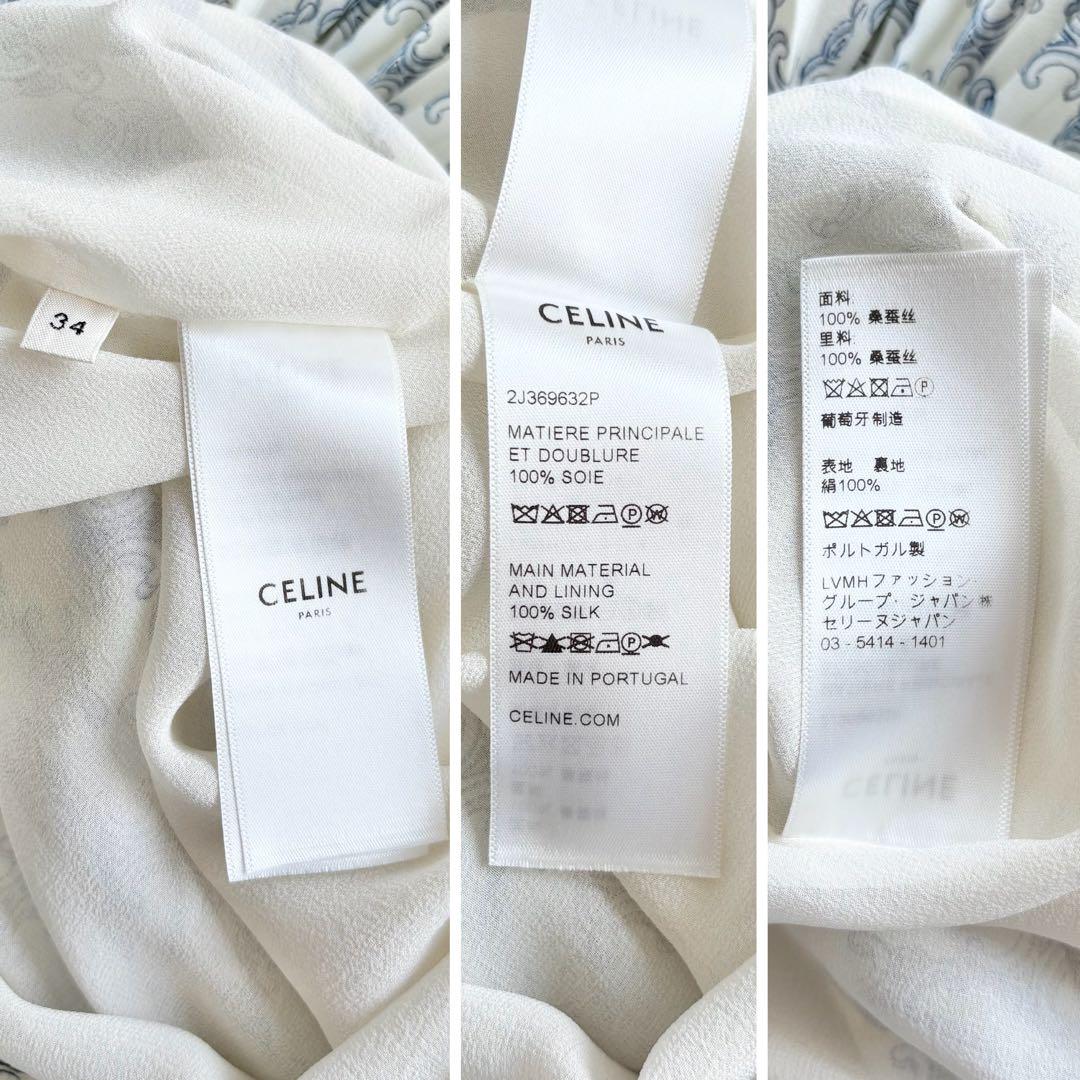 34
CELINE
PARIS
CELINE
CELINE
PARIS
2J369632P
MATIERE PRINCIPALE
ET DOUBLURE
100% SOIE
MAIN MATERIAL
AND LINING
100% SILK
MADE IN PORTUGAL
CELINE.COM
面料
100% 桑蚕丝
里料
100% 桑蚕丝
葡萄牙制造
表地 裏地
絹100%
ポルトガル製
LVMHファッション
グループ・ジャパン㈱
セリーヌジャパン
03 - 5414 - 1401
CELINE